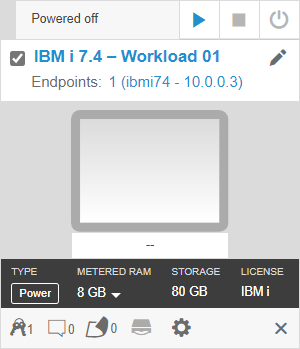 Powered off
IBM i 7.4 – Workload 01
Endpoints: 1 (ibmi74 - 10.0.0.3)
--
TYPE METERED RAM STORAGE LICENSE
Power 8 GB 80 GB IBM i
1 0 0